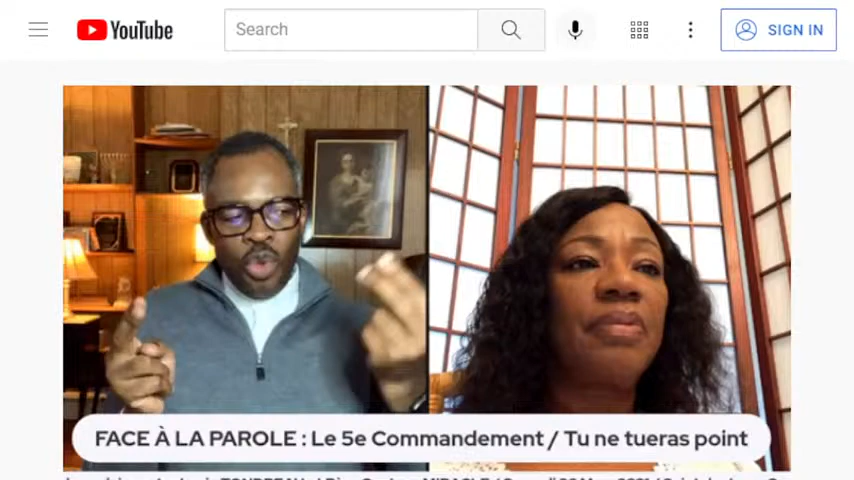 YouTube
Search
SIGN IN
FACE À LA PAROLE : Le 5e Commandement / Tu ne tueras point